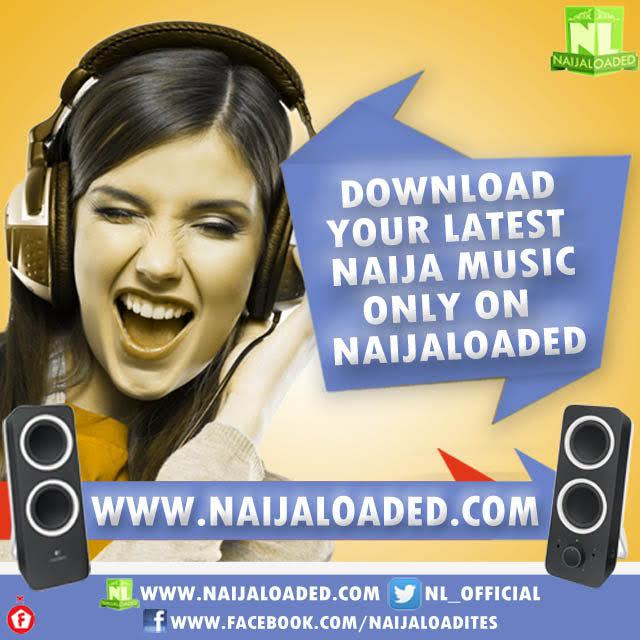 NL
NAIJALOADED
DOWNLOAD
YOUR LATEST
NAIJA MUSIC
ONLY ON
NAIJALOADED
WWW.NAIJALOADED.COM
NL
NAIJALOADED
WWW.NAIJALOADED.COM
NL_OFFICIAL
f
WWW.FACEBOOK.COM/NAIJALOADITES